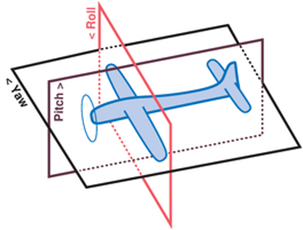 < Roll
Pitch >
^ Yaw